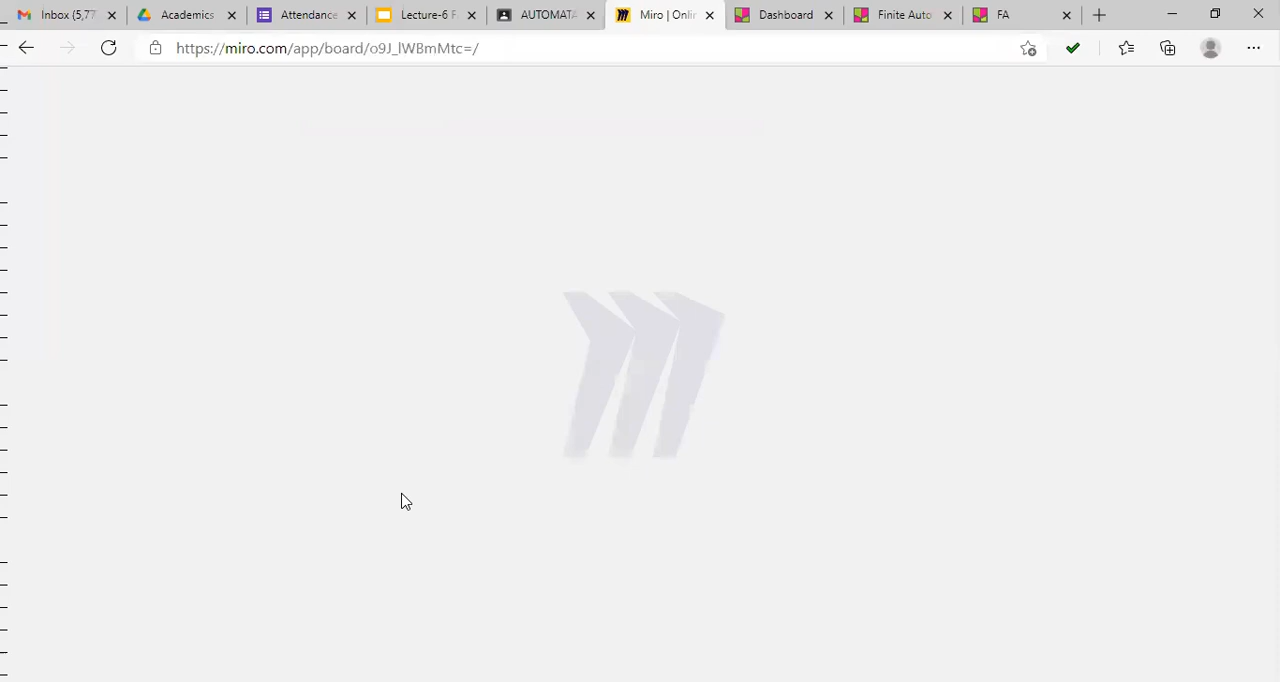 Inbox (5,77
Academics
Attendance
Lecture-6 F
AUTOMATA
Miro | Onlin
Dashboard
Finite Auto
FA
https://miro.com/app/board/o9J_lWBmMtc=/